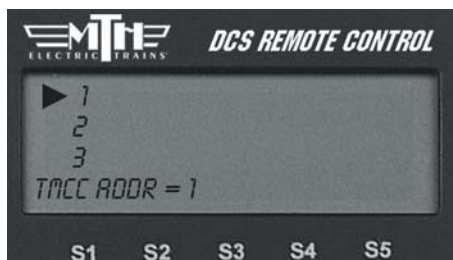 MTH
ELECTRIC TRAINS
DCS REMOTE CONTROL
1
2
3
TMCC ADDR = 1
S1 S2 S3 S4 S5